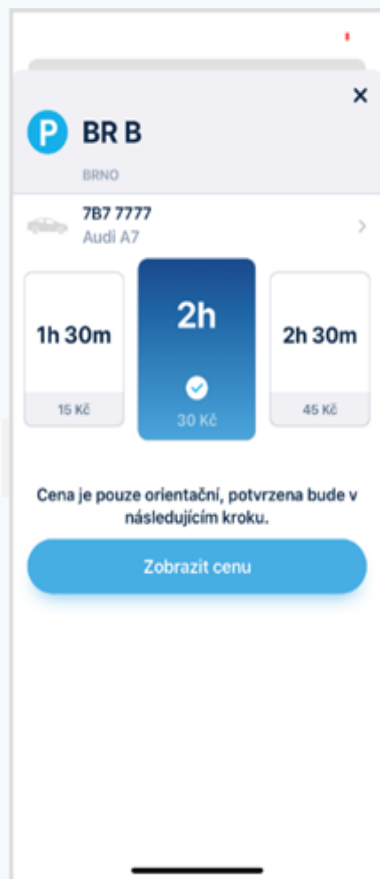 P BR B
BRNO
7B7 7777
Audi A7
1h 30m
15 Kč
2h
30 Kč
2h 30m
45 Kč
Cena je pouze orientační, potvrzena bude v
následujícím kroku.
Zobrazit cenu